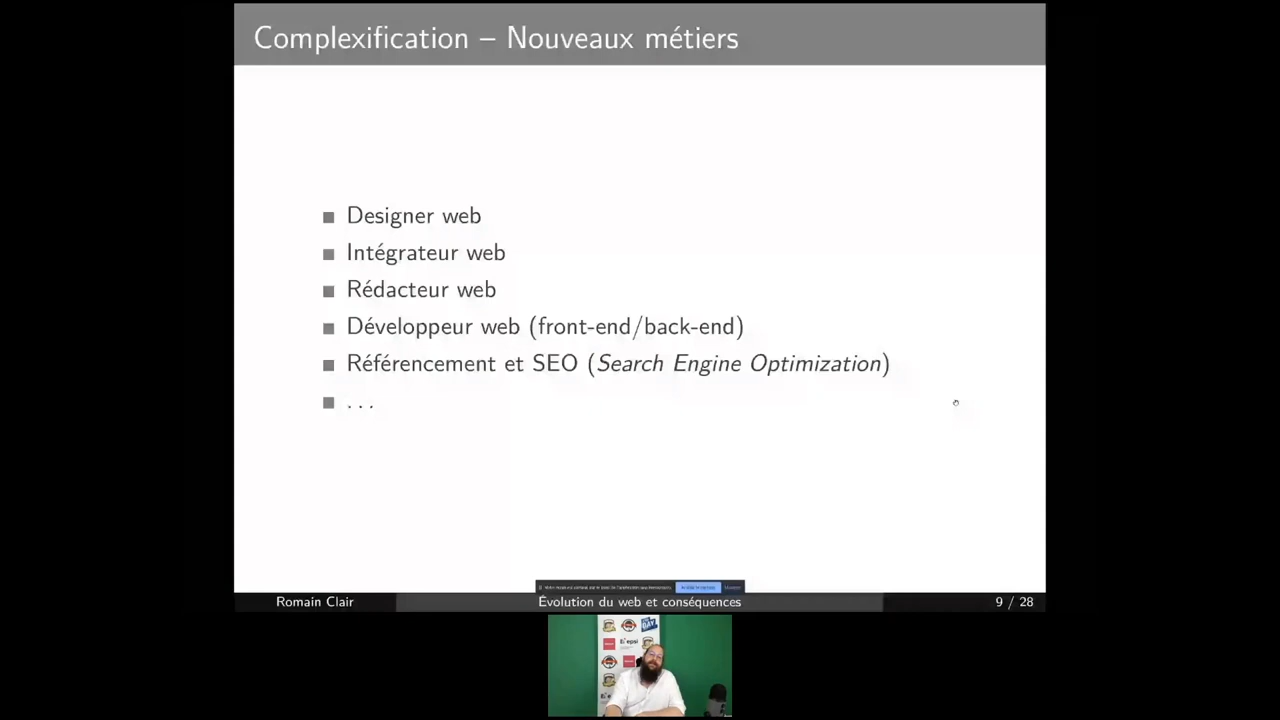 Complexification – Nouveaux métiers
Designer web
Intégrateur web
Rédacteur web
Développeur web (front-end/back-end)
Référencement et SEO (Search Engine Optimization)
...
Romain Clair
Évolution du web et conséquences
9 / 28
epsi